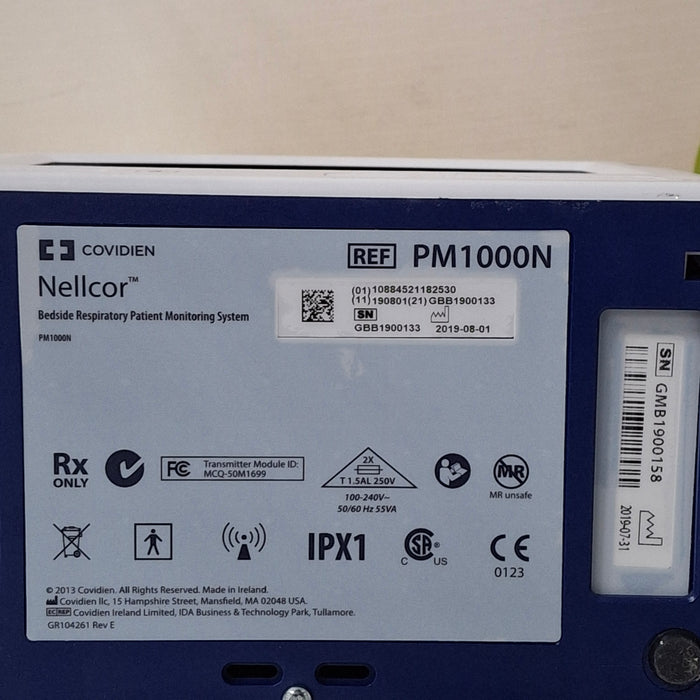 COVIDIEN
REF PM1000N
Nellcor™
Bedside Respiratory Patient Monitoring System
PM1000N
(01)10884521182530
(11)190801(21)GBB1900133
SN
GBB1900133 2019-08-01
SN GMB1900158
2019-07-31
Rx
ONLY
FC Transmitter Module ID:
MCQ-50M1699
2X
T 1.5AL 250V
100-240V~
50/60 Hz 55VA
MR
MR unsafe
IPX1
C SA® US
CE
0123
© 2013 Covidien. All Rights Reserved. Made in Ireland.
Covidien llc, 15 Hampshire Street, Mansfield, MA 02048 USA.
EC REP Covidien Ireland Limited, IDA Business & Technology Park, Tullamore.
GR104261 Rev E